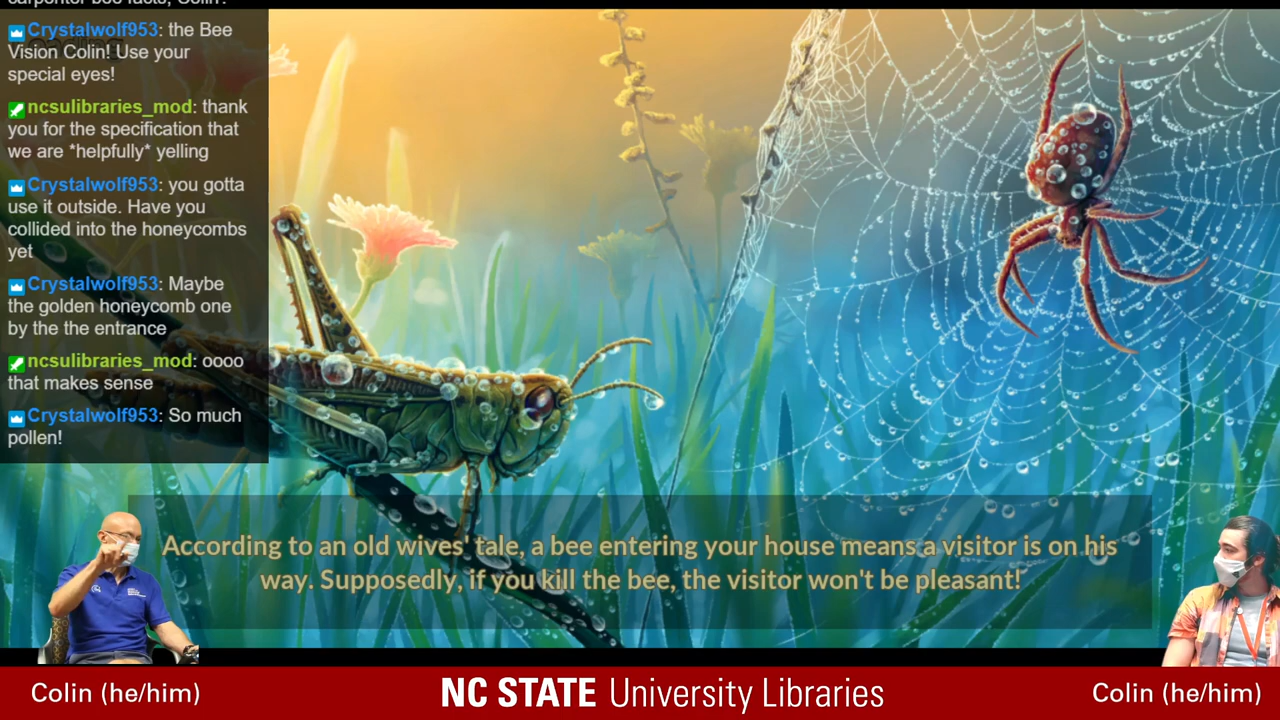 carpenter bee facts, Colin!
Crystalwolf953: the Bee
Vision Colin! Use your
special eyes!
ncsulibraries_mod: thank
you for the specification that
we are *helpfully* yelling
Crystalwolf953: you gotta
use it outside. Have you
collided into the honeycombs
yet
Crystalwolf953: Maybe
the golden honeycomb one
by the the entrance
ncsulibraries_mod: oooo
that makes sense
Crystalwolf953: So much
pollen!
According to an old wives' tale, a bee entering your house means a visitor is on his
way. Supposedly, if you kill the bee, the visitor won't be pleasant!
Colin (he/him)
NC STATE University Libraries
Colin (he/him)